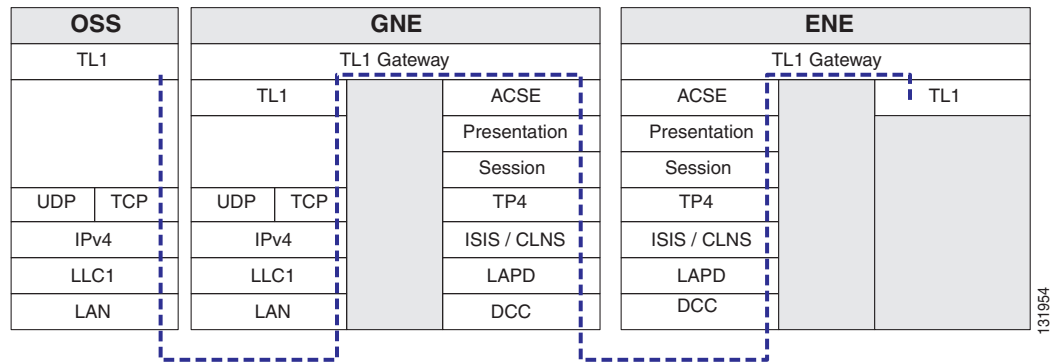 OSS GNE ENE
TL1 TL1 Gateway TL1 Gateway
TL1 ACSE ACSE TL1
Presentation Presentation
Session Session
UDP TCP UDP TCP TP4 TP4
IPv4 IPv4 ISIS / CLNS ISIS / CLNS
LLC1 LLC1 LAPD LAPD
LAN LAN DCC DCC
131954